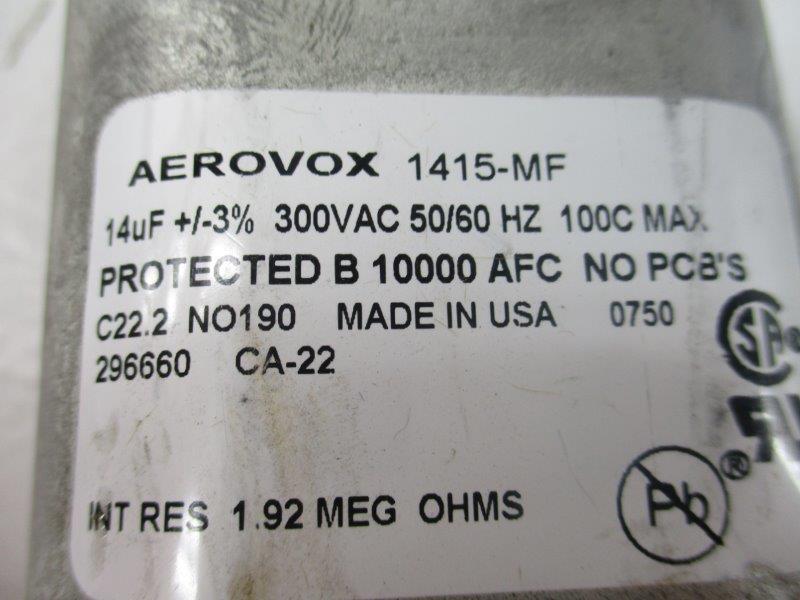 AEROVOX 1415-MF
14uF +/-3% 300VAC 50/60 HZ 100C MAX
PROTECTED B 10000 AFC NO PCB'S
C22.2 NO190 MADE IN USA 0750
296660 CA-22
INT RES 1.92 MEG OHMS
SA
®
Pb